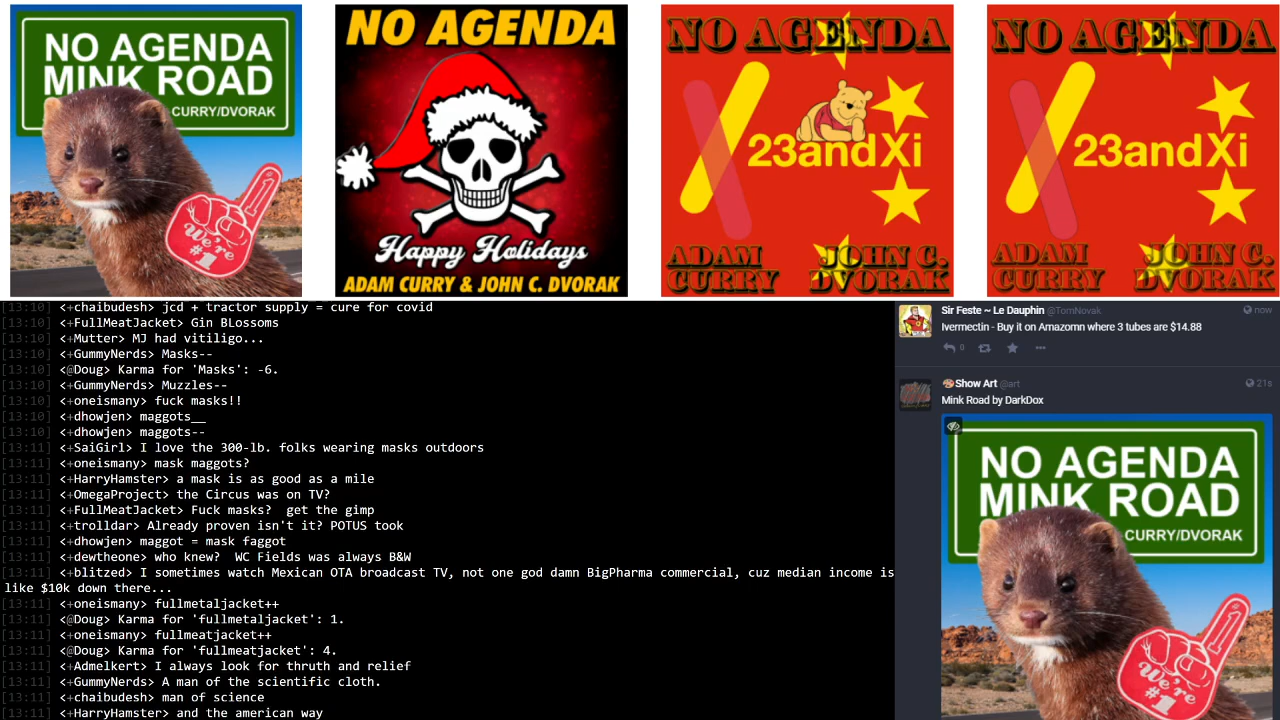 NO AGENDA
MINK ROAD
CURRY/DVORAK
We're
#1
NO AGENDA
Happy Holidays
ADAM CURRY & JOHN C. DVORAK
NO AGENDA
23andXi
ADAM CURRY
JOHN C. DVORAK
NO AGENDA
23andXi
ADAM CURRY
JOHN C. DVORAK
[13:10] <+chaibudesh> jcd + tractor supply = cure for covid
[13:10] <+FullMeatJacket> Gin BLossoms
[13:10] <+Mutter> MJ had vitiligo...
[13:10] <+GummyNerds> Masks--
[13:10] <@Doug> Karma for 'Masks': -6.
[13:10] <+GummyNerds> Muzzles--
[13:10] <+oneismany> fuck masks!!
[13:10] <+dhowjen> maggots__
[13:10] <+dhowjen> maggots--
[13:11] <+SaiGirl> I love the 300-lb. folks wearing masks outdoors
[13:11] <+oneismany> mask maggots?
[13:11] <+HarryHamster> a mask is as good as a mile
[13:11] <+OmegaProject> the Circus was on TV?
[13:11] <+FullMeatJacket> Fuck masks?  get the gimp
[13:11] <+trolldar> Already proven isn't it? POTUS took
[13:11] <+dhowjen> maggot = mask faggot
[13:11] <+dewtheone> who knew?  WC Fields was always B&W
[13:11] <+blitzed> I sometimes watch Mexican OTA broadcast TV, not one god damn BigPharma commercial, cuz median income is
like $10k down there...
[13:11] <+oneismany> fullmetaljacket++
[13:11] <@Doug> Karma for 'fullmetaljacket': 1.
[13:11] <+oneismany> fullmeatjacket++
[13:11] <@Doug> Karma for 'fullmeatjacket': 4.
[13:11] <+Admelkert> I always look for thruth and relief
[13:11] <+GummyNerds> A man of the scientific cloth.
[13:11] <+chaibudesh> man of science
[13:11] <+HarryHamster> and the american way
Sir Feste ~ Le Dauphin @TomNovak now
Ivermectin - Buy it on Amazomn where 3 tubes are $14.88
0
Show Art @art 21s
Mink Road by DarkDox
NO AGENDA
MINK ROAD
CURRY/DVORAK
We're
#1